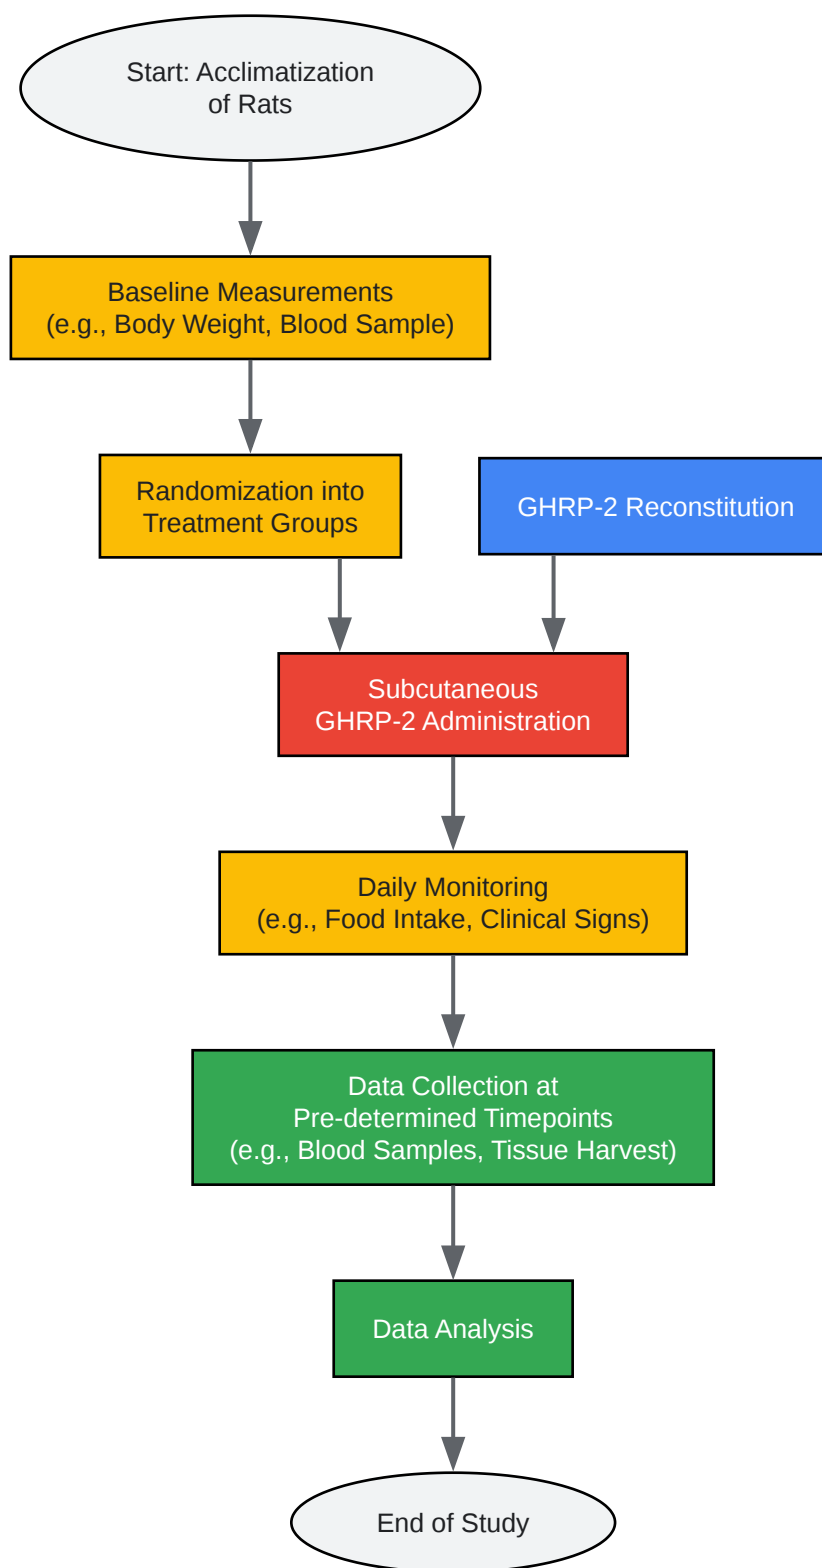 Start: Acclimatization
of Rats
Baseline Measurements
(e.g., Body Weight, Blood Sample)
Randomization into
Treatment Groups
GHRP-2 Reconstitution
Subcutaneous
GHRP-2 Administration
Daily Monitoring
(e.g., Food Intake, Clinical Signs)
Data Collection at
Pre-determined Timepoints
(e.g., Blood Samples, Tissue Harvest)
Data Analysis
End of Study